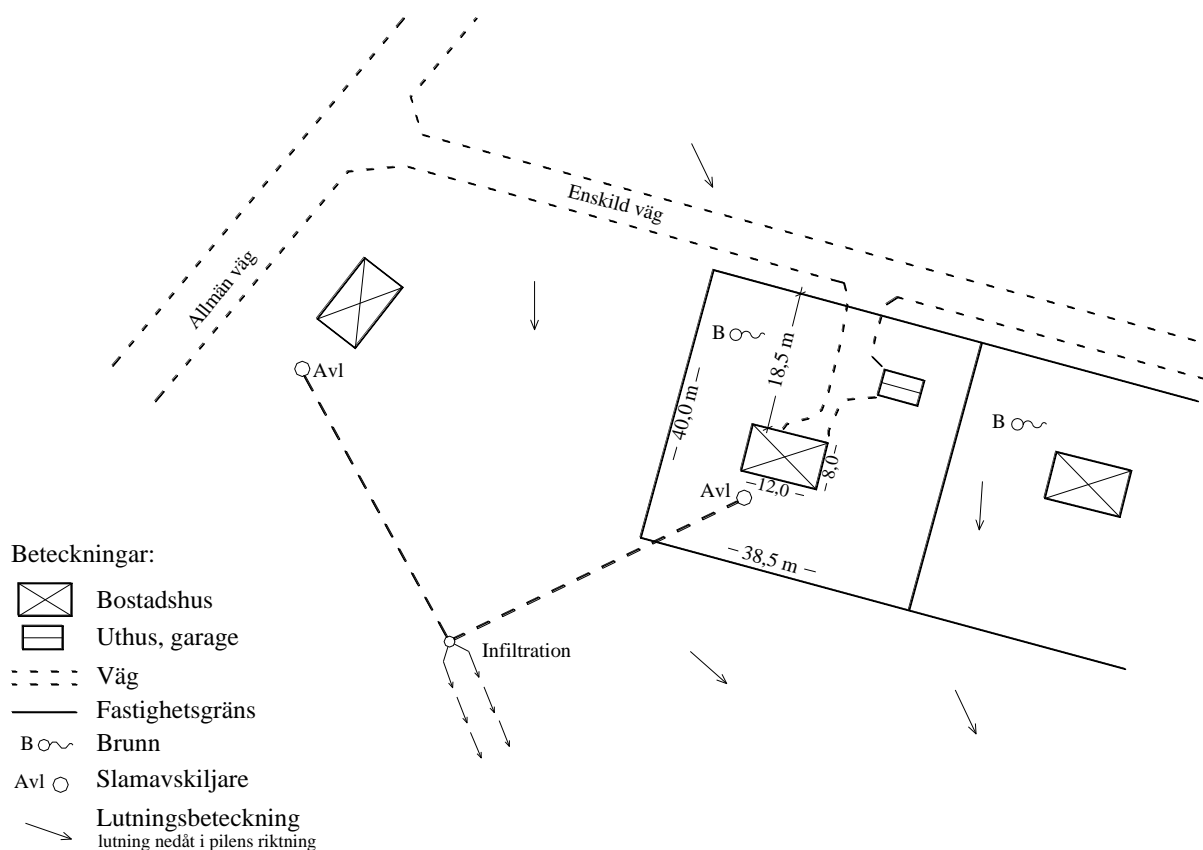 Enskild väg
Allmän väg
Avl
B
18,5 m
40,0 m
B
8,0
12,0
Avl
38,5 m
Infiltration
Beteckningar:
Bostadshus
Uthus, garage
Väg
Fastighetsgräns
B Brunn
Avl Slamavskiljare
Lutningsbeteckning
lutning nedåt i pilens riktning